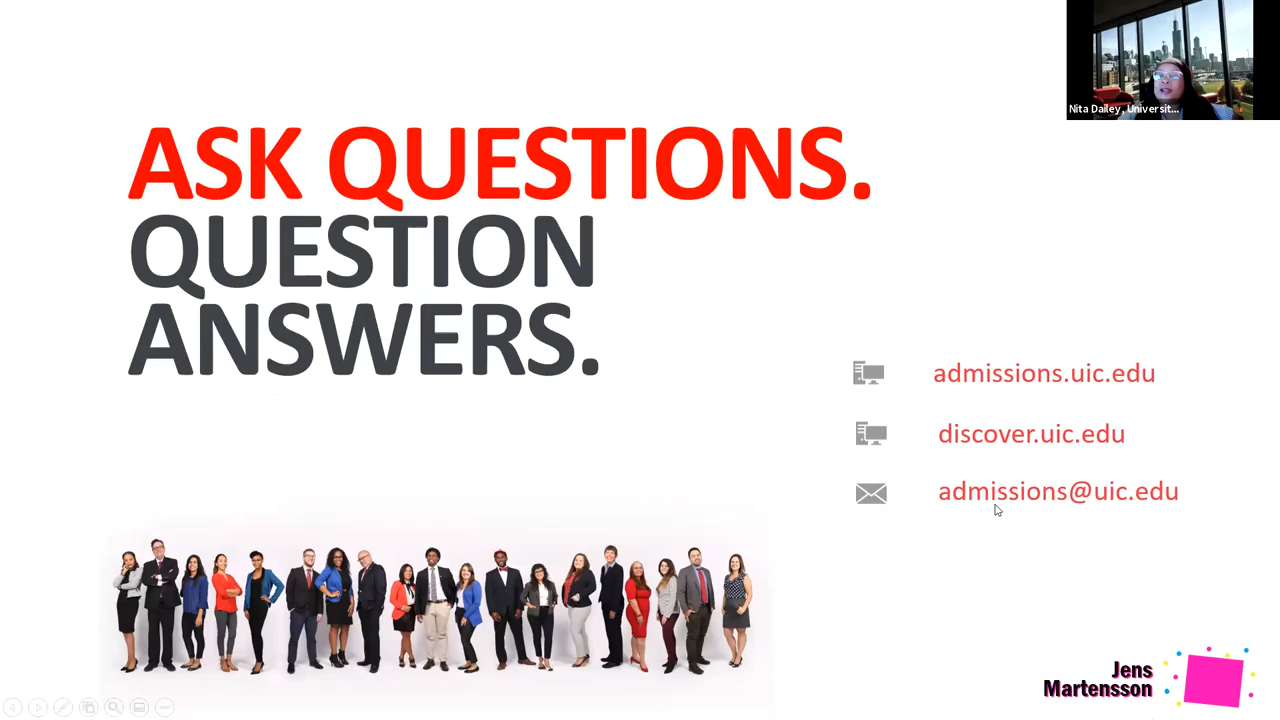 Nita Dailey, Universit...
ASK QUESTIONS.
QUESTION
ANSWERS.
admissions.uic.edu
discover.uic.edu
admissions@uic.edu
Jens
Martensson